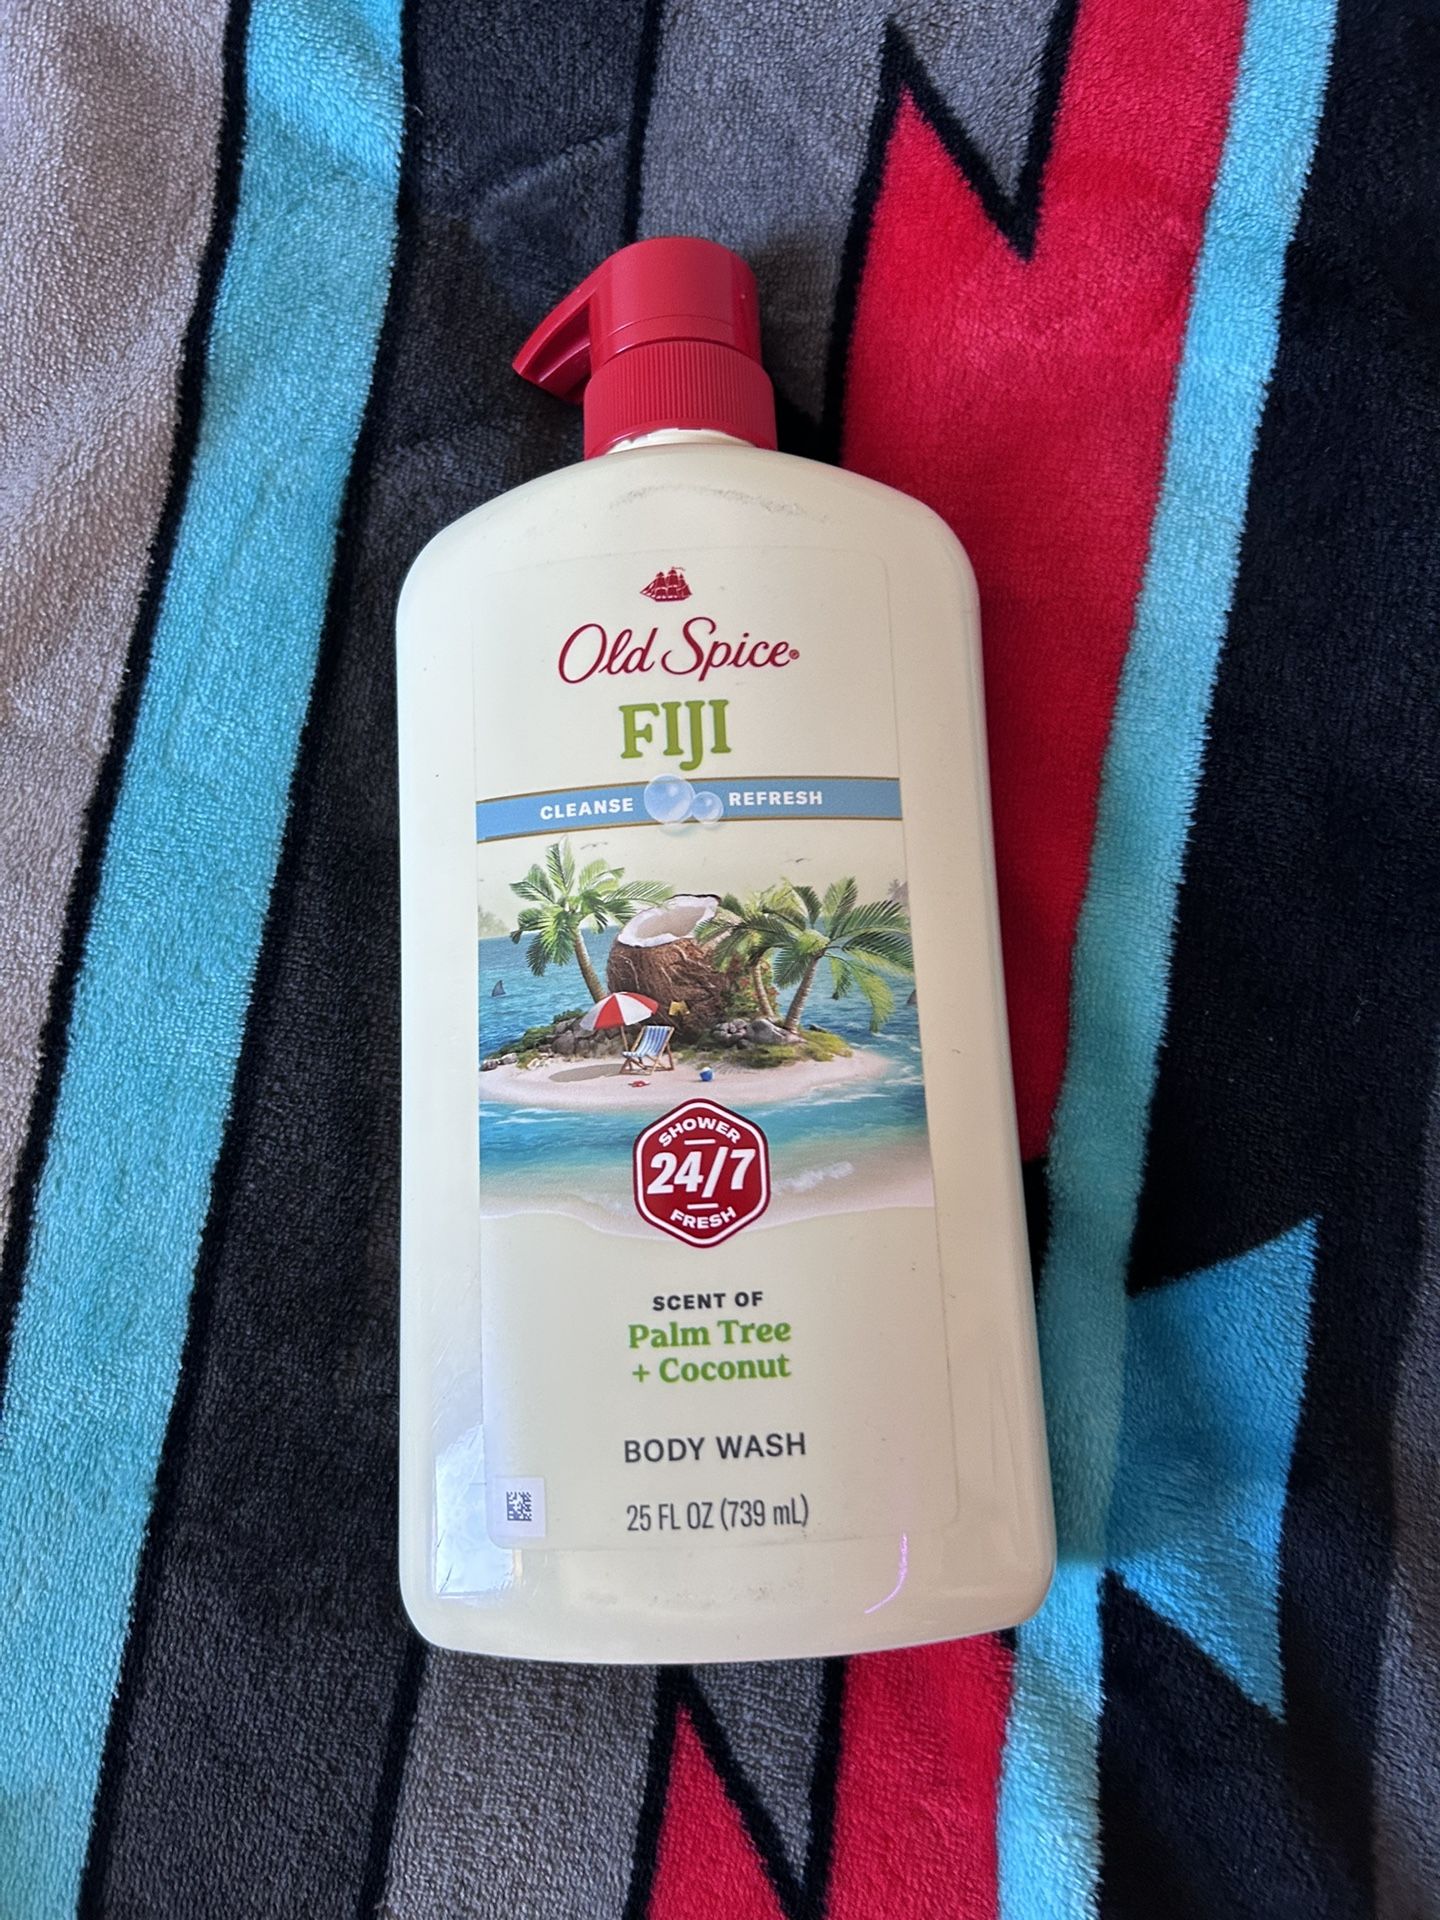 Old Spice®
FIJI
CLEANSE REFRESH
SHOWER
24/7
FRESH
SCENT OF
Palm Tree
+ Coconut
BODY WASH
25 FL OZ (739 mL)